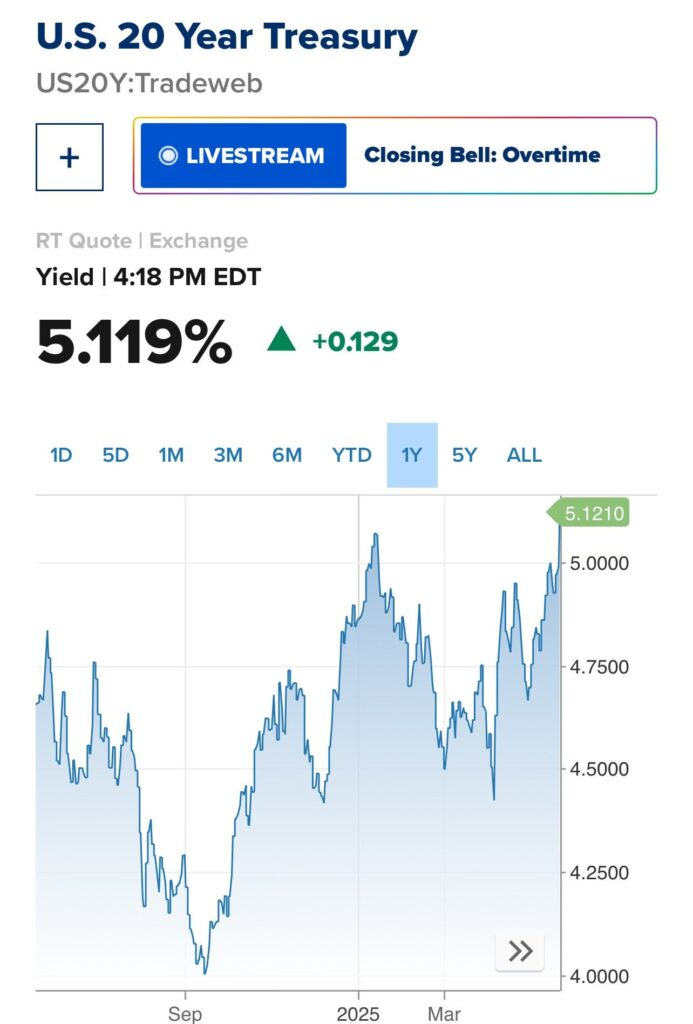 U.S. 20 Year Treasury
US20Y:Tradeweb
+
LIVESTREAM Closing Bell: Overtime
RT Quote | Exchange
Yield | 4:18 PM EDT
5.119% ▲ +0.129
1D 5D 1M 3M 6M YTD 1Y 5Y ALL
5.1210
5.0000
4.7500
4.5000
4.2500
4.0000
Sep 2025 Mar